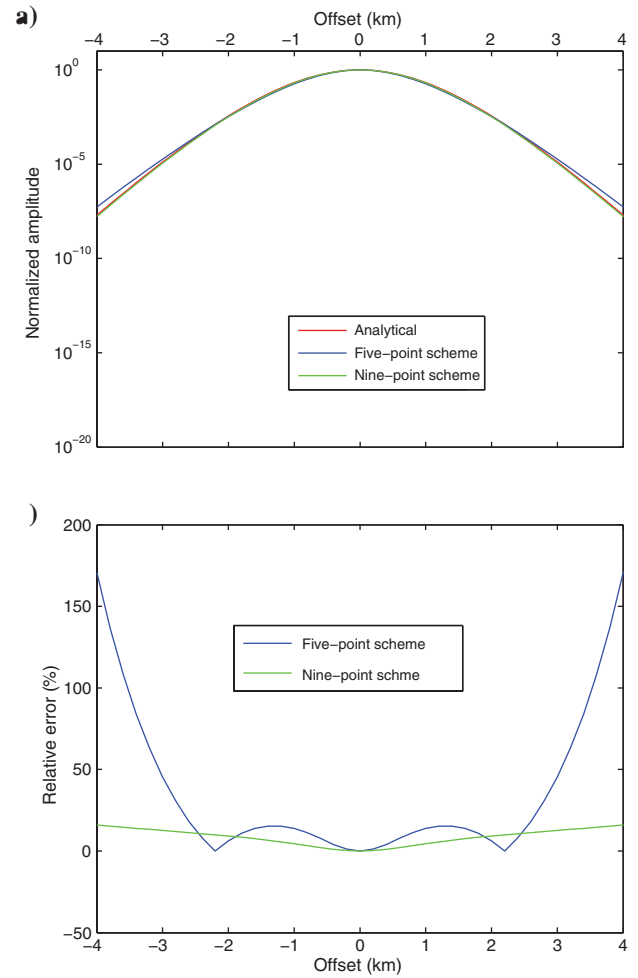 a)
Offset (km)
−4 −3 −2 −1 0 1 2 3 4
10^0
10^−5
10^−10
10^−15
10^−20
Normalized amplitude
Analytical
Five−point scheme
Nine−point scheme
)
200
150
100
50
0
−50
Relative error (%)
Five−point scheme
Nine−point schme
−4 −3 −2 −1 0 1 2 3 4
Offset (km)